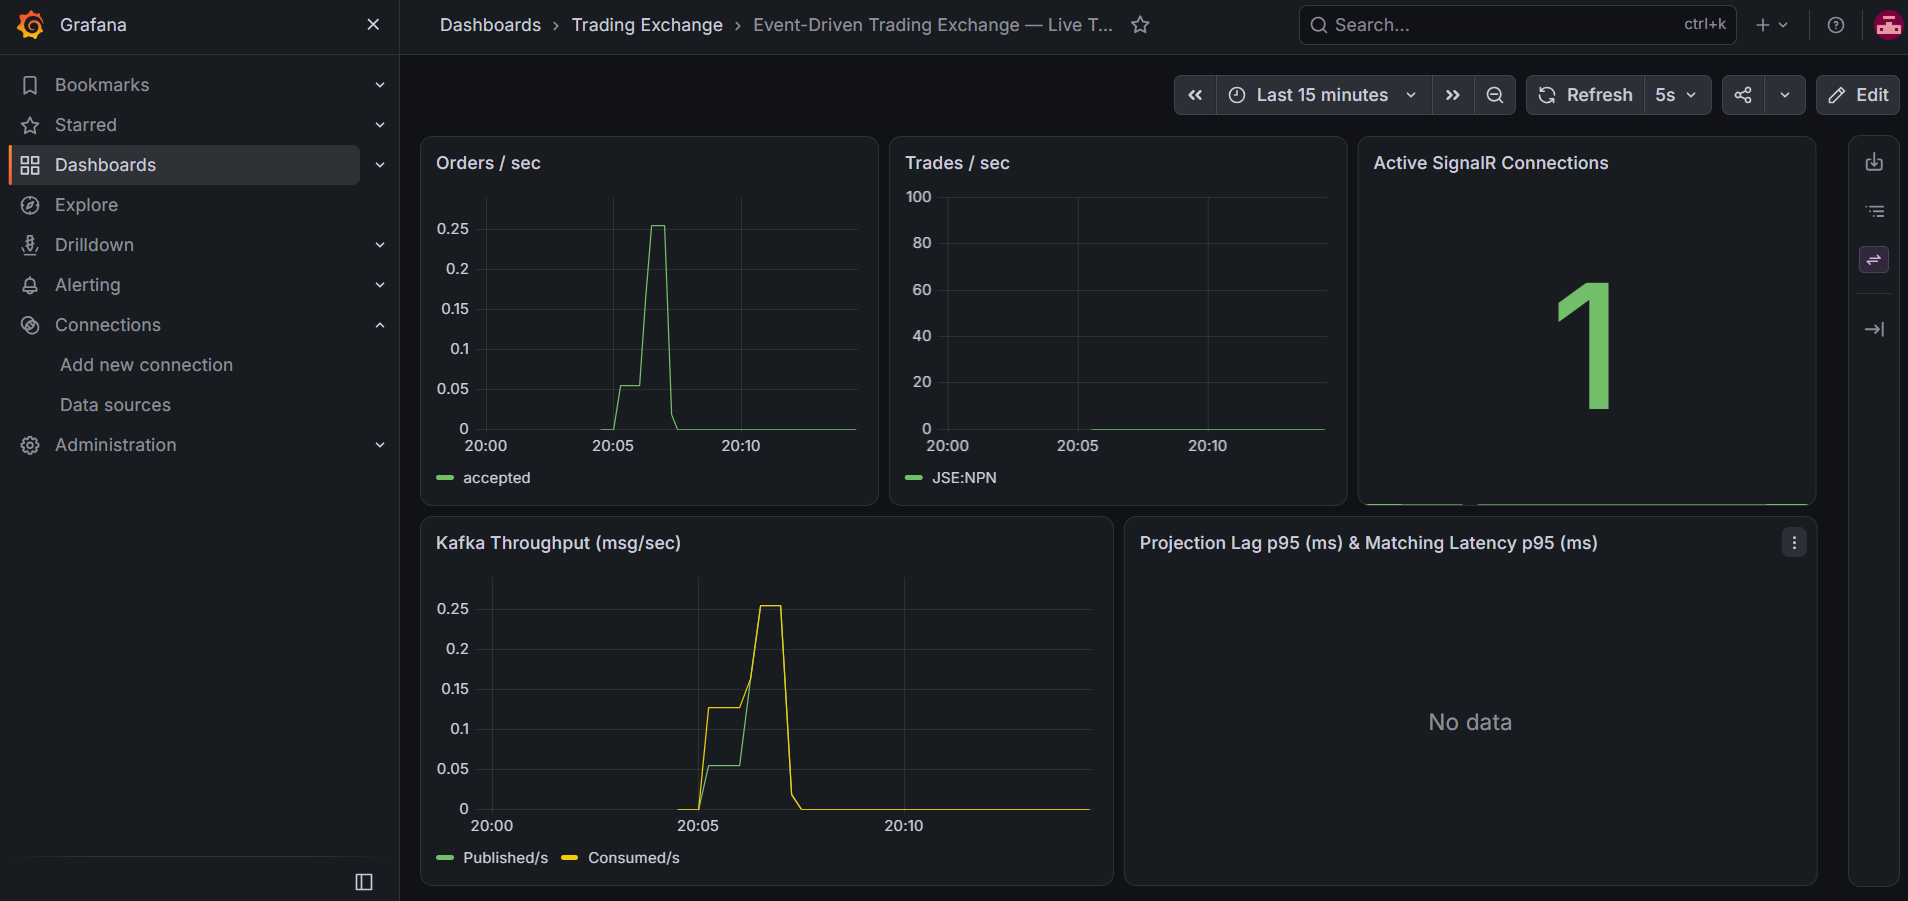 Grafana
Dashboards › Trading Exchange › Event-Driven Trading Exchange — Live T...
Search...
ctrl+k
Bookmarks
Starred
Dashboards
Explore
Drilldown
Alerting
Connections
Add new connection
Data sources
Administration
Last 15 minutes
Refresh
5s
Edit
Orders / sec
0.25
0.2
0.15
0.1
0.05
0
20:00 20:05 20:10
accepted
Trades / sec
100
80
60
40
20
0
20:00 20:05 20:10
JSE:NPN
Active SignalR Connections
1
Kafka Throughput (msg/sec)
0.25
0.2
0.15
0.1
0.05
0
20:00 20:05 20:10
Published/s Consumed/s
Projection Lag p95 (ms) & Matching Latency p95 (ms)
No data